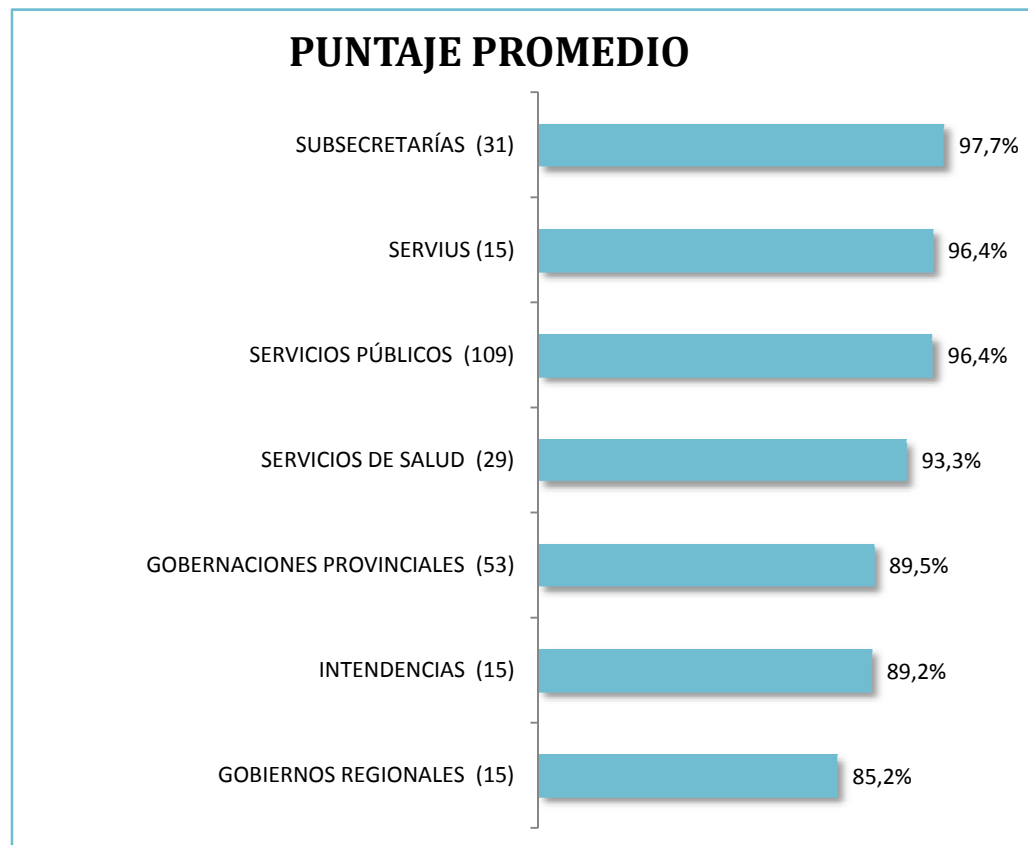 PUNTAJE PROMEDIO
SUBSECRETARÍAS (31) 97,7%
SERVIUS (15) 96,4%
SERVICIOS PÚBLICOS (109) 96,4%
SERVICIOS DE SALUD (29) 93,3%
GOBERNACIONES PROVINCIALES (53) 89,5%
INTENDENCIAS (15) 89,2%
GOBIERNOS REGIONALES (15) 85,2%